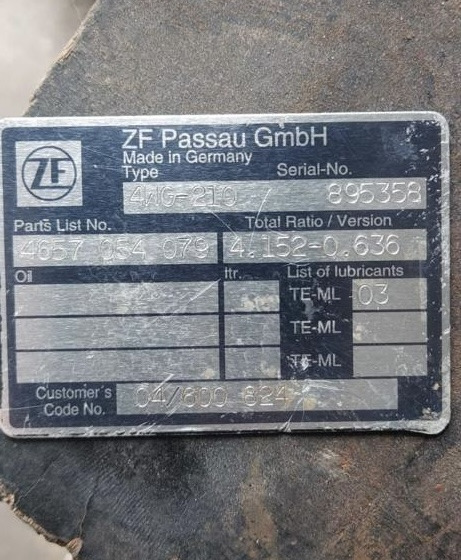 ZF
ZF Passau GmbH
Made in Germany
Type Serial-No.
4WG-210 / 895358
Parts List No. Total Ratio / Version
4657 054 079 4.152-0.636
Oil ltr. List of lubricants
TE-ML 03
TE-ML
TE-ML
Customer's
Code No. 04/600 824